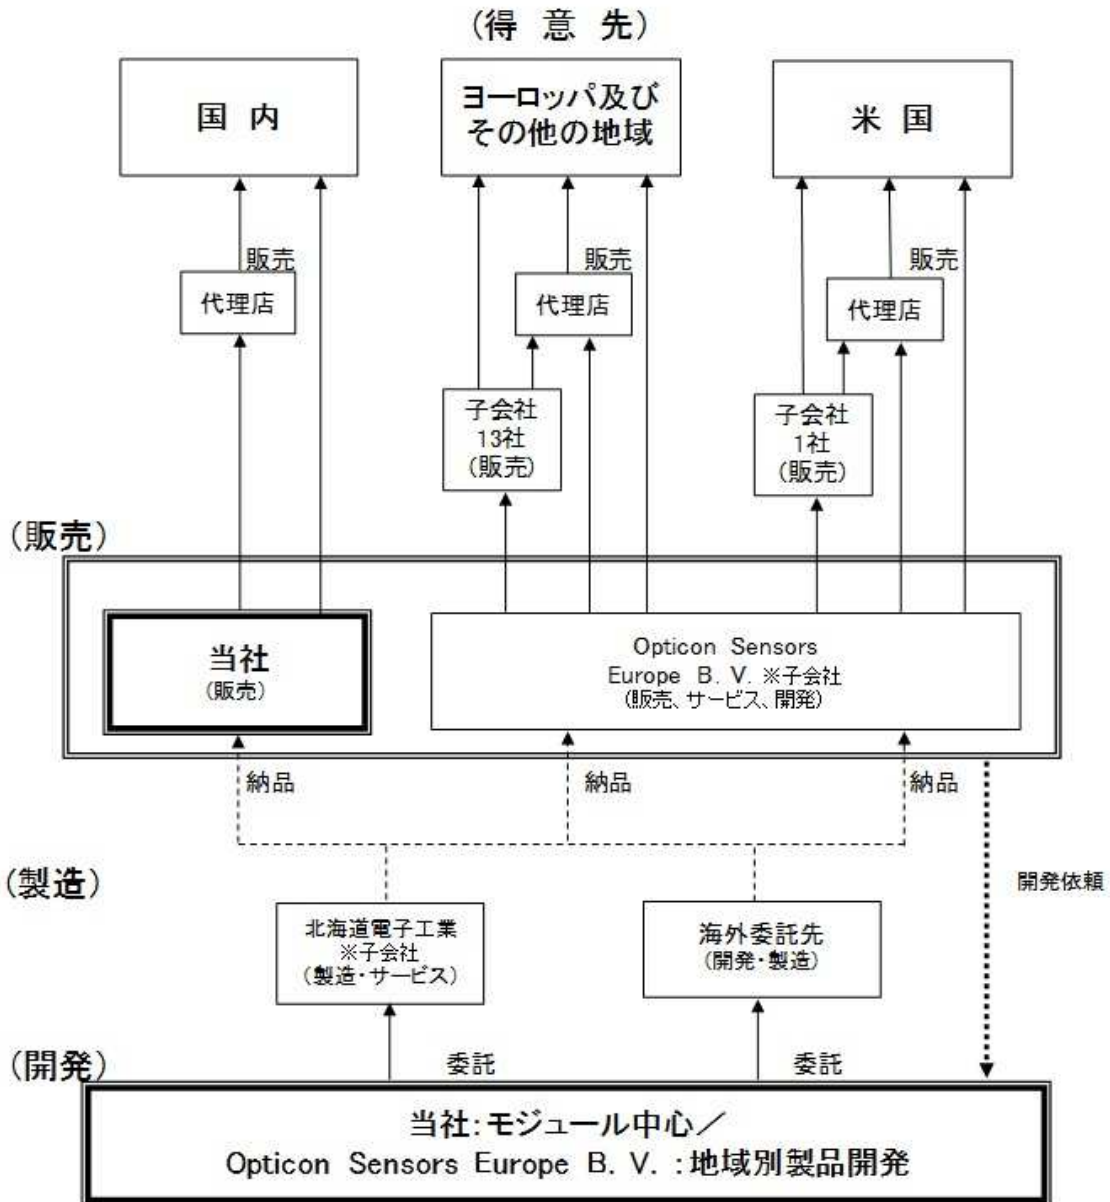 (得 意 先)
国 内
ヨーロッパ及び
その他の地域
米 国
販売
販売
販売
代理店
代理店
代理店
子会社
13社
(販売)
子会社
1社
(販売)
(販売)
当社
(販売)
Opticon Sensors
Europe B. V. ※子会社
(販売、サービス、開発)
納品
納品
納品
(製造)
開発依頼
北海道電子工業
※子会社
(製造・サービス)
海外委託先
(開発・製造)
(開発)
委託
委託
当社:モジュール中心／
Opticon Sensors Europe B. V. :地域別製品開発